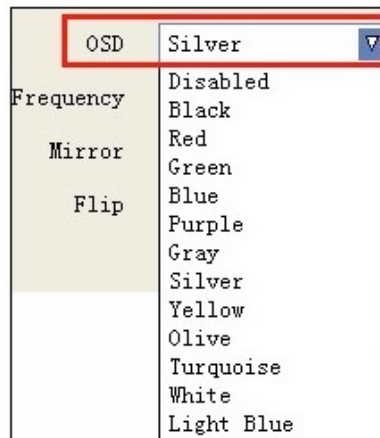 OSD Silver
Disabled
Frequency
Black
Red
Mirror
Green
Blue
Flip
Purple
Gray
Silver
Yellow
Olive
Turquoise
White
Light Blue